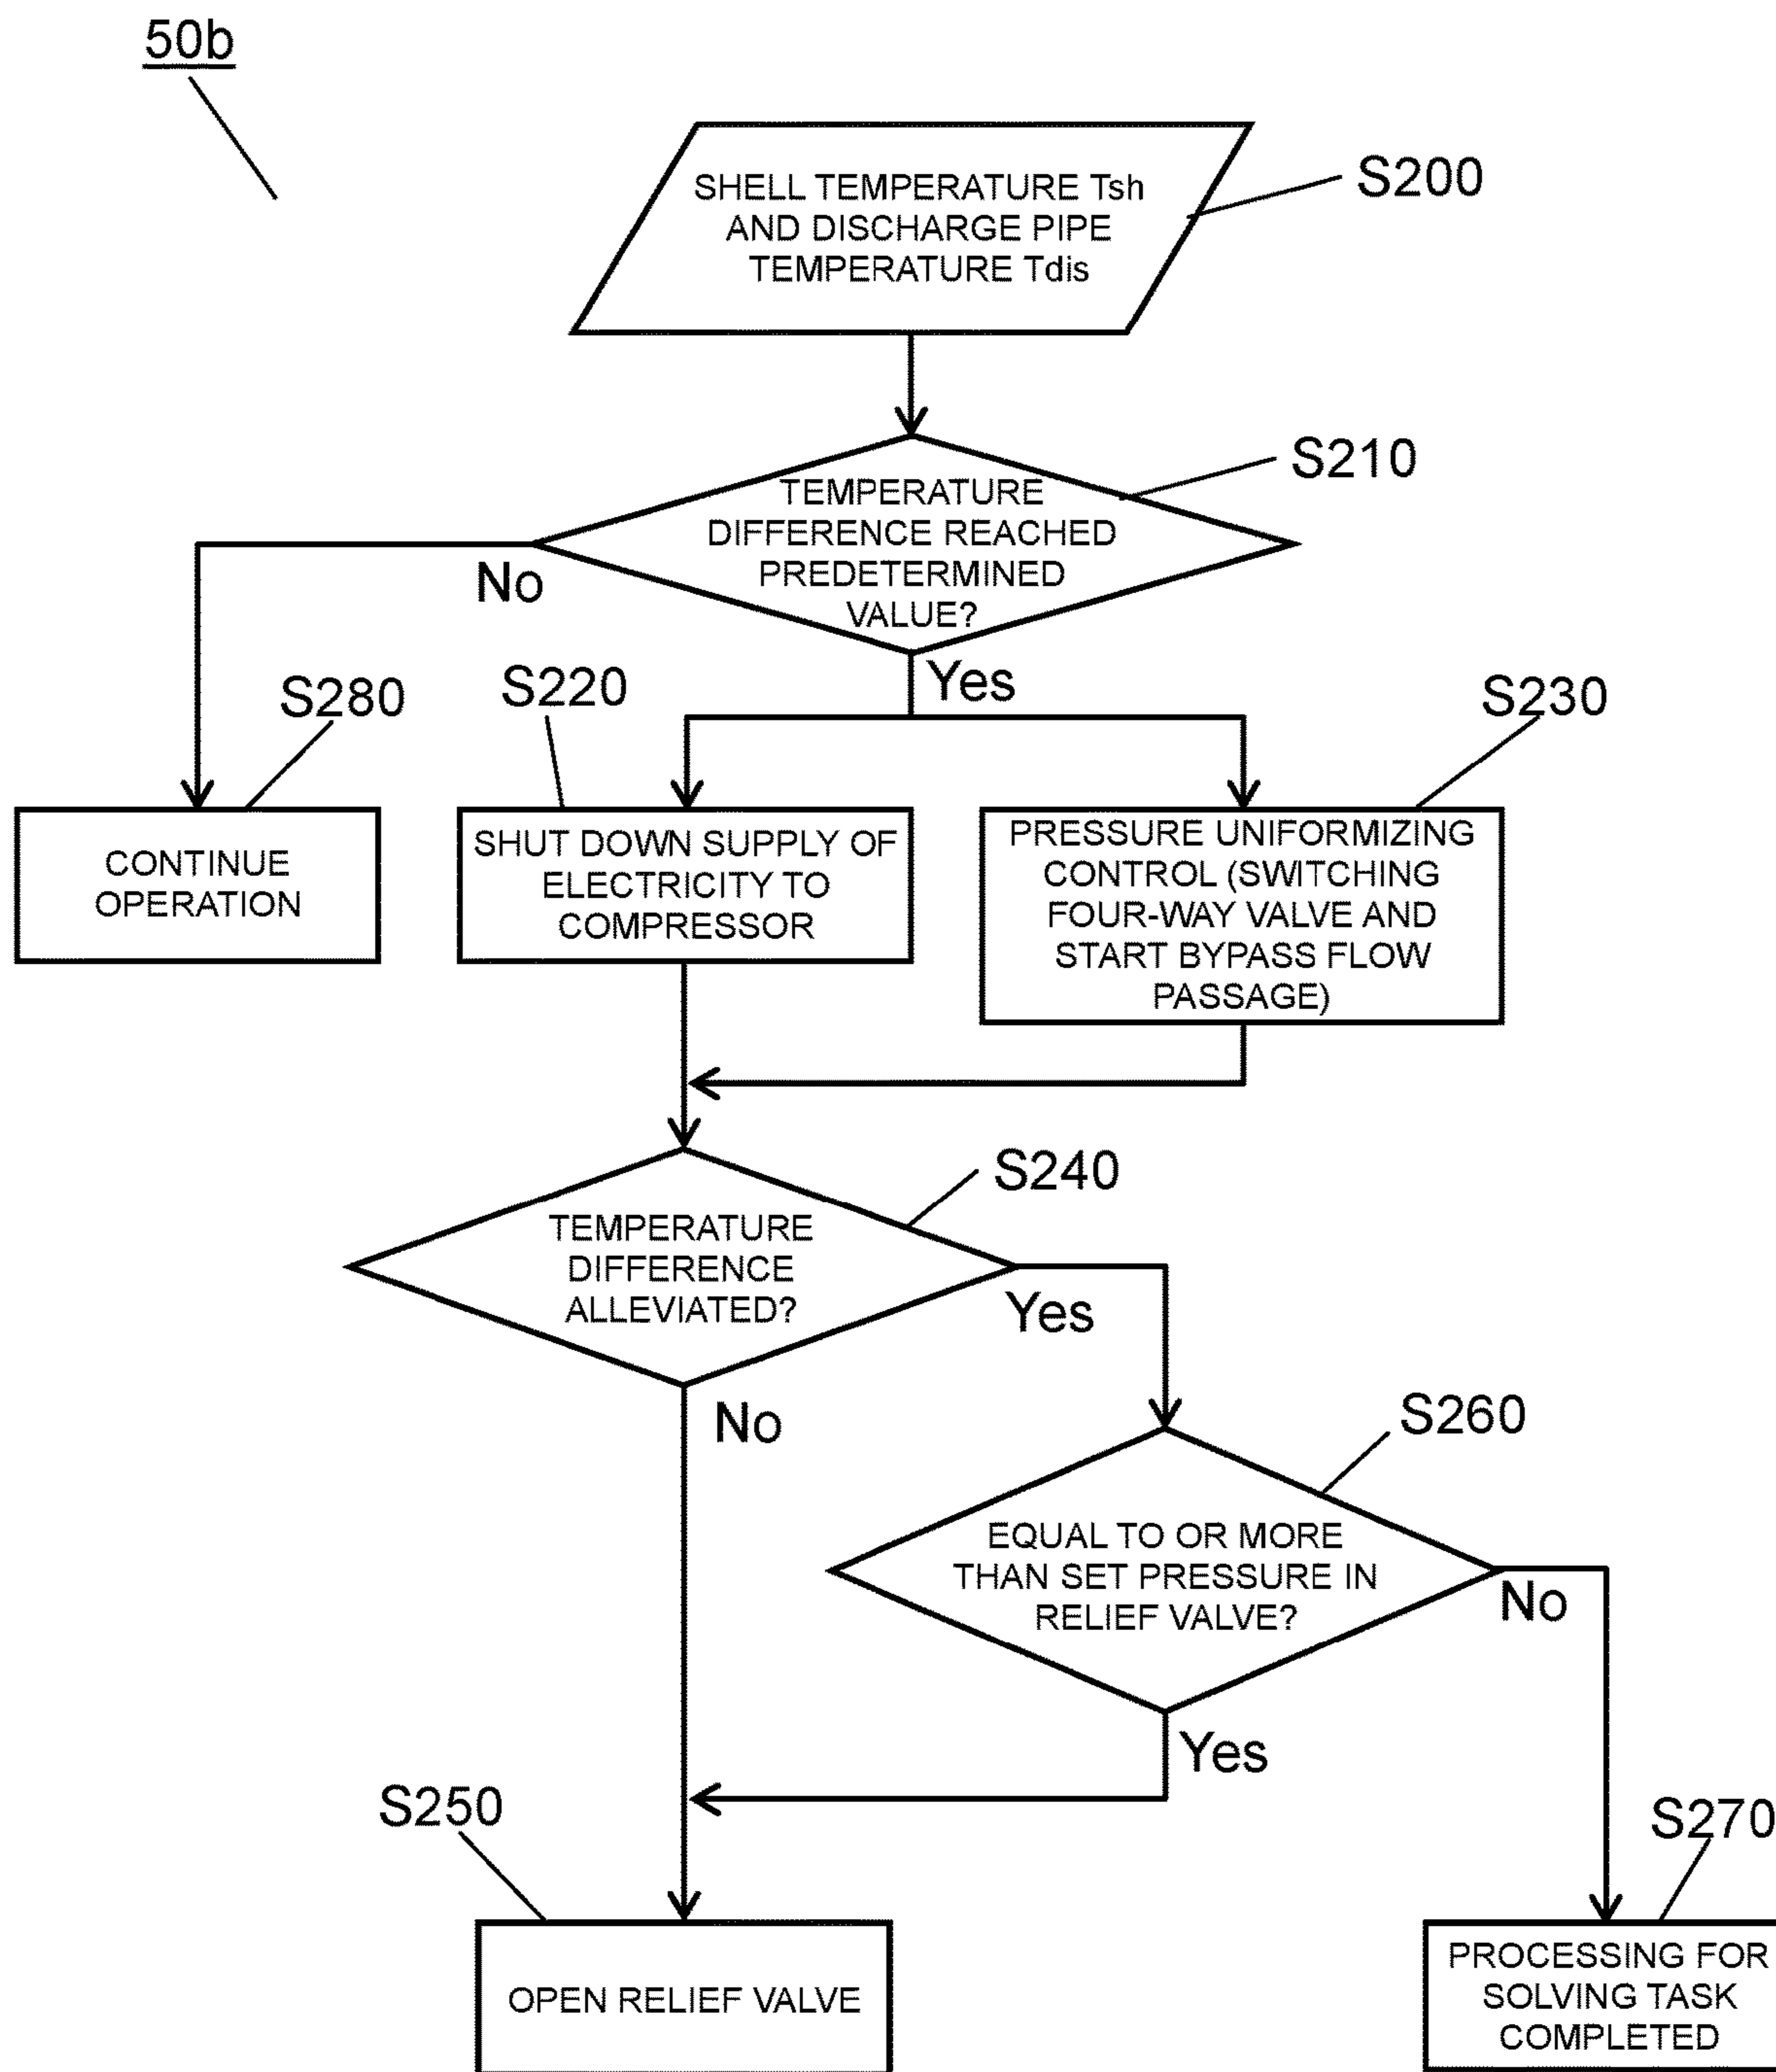 50b
SHELL TEMPERATURE Tsh
AND DISCHARGE PIPE
TEMPERATURE Tdis
S200
TEMPERATURE
DIFFERENCE REACHED
PREDETERMINED
VALUE?
S210
No
Yes
S280
S220
S230
CONTINUE
OPERATION
SHUT DOWN SUPPLY OF
ELECTRICITY TO
COMPRESSOR
PRESSURE UNIFORMIZING
CONTROL (SWITCHING
FOUR-WAY VALVE AND
START BYPASS FLOW
PASSAGE)
S240
TEMPERATURE
DIFFERENCE
ALLEVIATED?
Yes
No
S260
EQUAL TO OR MORE
THAN SET PRESSURE IN
RELIEF VALVE?
No
Yes
S250
S270
OPEN RELIEF VALVE
PROCESSING FOR
SOLVING TASK
COMPLETED